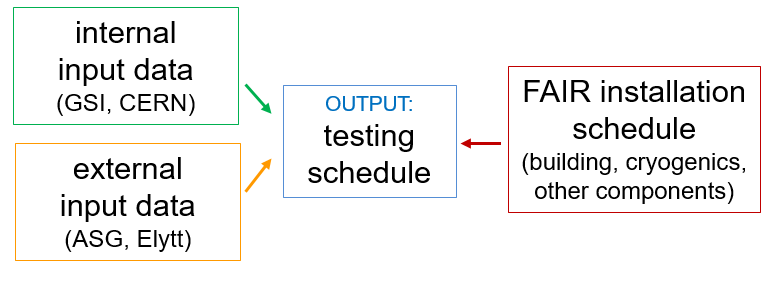 internal
input data
(GSI, CERN)
external
input data
(ASG, Elytt)
OUTPUT:
testing
schedule
FAIR installation
schedule
(building, cryogenics,
other components)